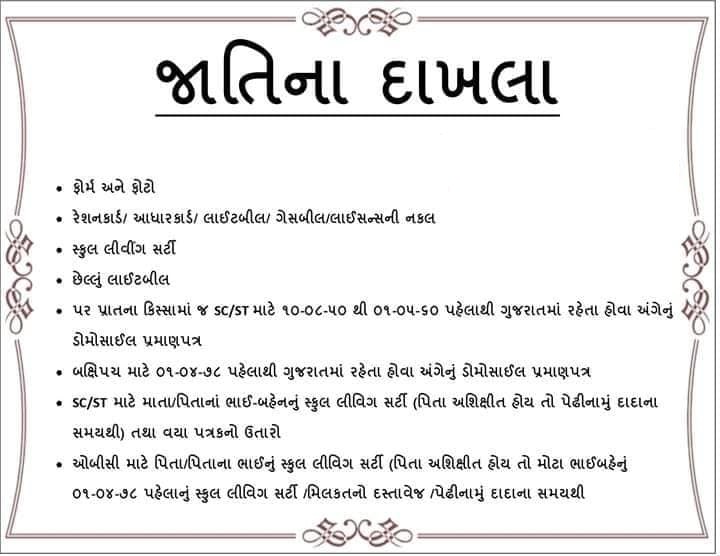 જાતિના દાખલા
• ફોર્મ અને ફોટો
• રેશનકાર્ડ/ આધારકાર્ડ/ લાઈટબીલ/ ગેસબીલ/લાઈસન્સની નકલ
• સ્કુલ લીવીંગ સર્ટી
• છેલ્લું લાઈટબીલ
• પર પ્રાતના કિસ્સામાં જ SC/ST માટે ૧૦-૦૮-૫૦ થી ૦૧-૦૫-૬૦ પહેલાથી ગુજરાતમાં રહેતા હોવા અંગેનું
ડોમોસાઈલ પ્રમાણપત્ર
• બક્ષિપચ માટે ૦૧-૦૪-૭૮ પહેલાથી ગુજરાતમાં રહેતા હોવા અંગેનું ડોમોસાઈલ પ્રમાણપત્ર
• SC/ST માટે માતા/પિતાનાં ભાઈ-બહેનનું સ્કુલ લીવિગ સર્ટી (પિતા અશિક્ષીત હોય તો પેઢીનામું દાદાના
સમયથી) તથા વયા પત્રકનો ઉતારો
• ઓબીસી માટે પિતા/પિતાના ભાઈનું સ્કુલ લીવિગ સર્ટી (પિતા અશિક્ષીત હોય તો મોટા ભાઈબહેનું
૦૧-૦૪-૭૮ પહેલાનું સ્કુલ લીવિગ સર્ટી /મિલકતનો દસ્તાવેજ /પેઢીનામું દાદાના સમયથી